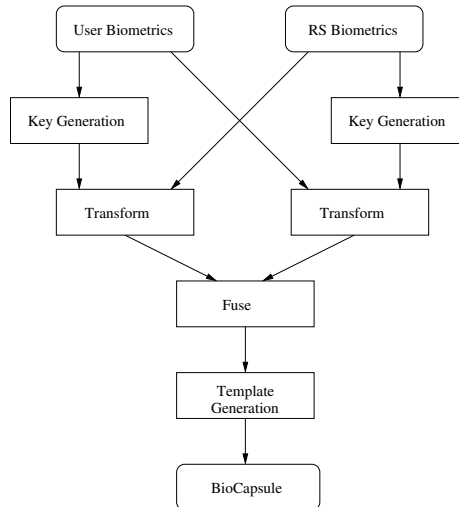 User Biometrics
RS Biometrics
Key Generation
Key Generation
Transform
Transform
Fuse
Template
Generation
BioCapsule